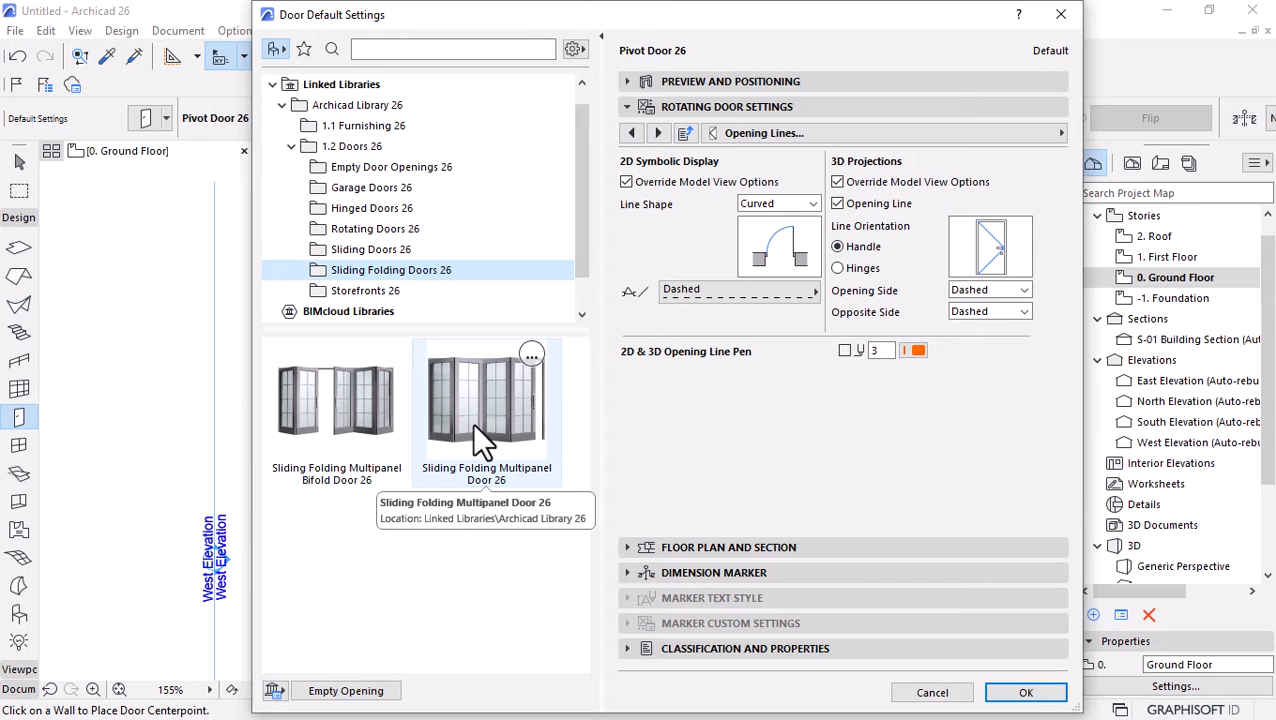 Untitled - Archicad 26
File
Edit
View
Design
Document
Option
Default Settings
Pivot Door 26
[0. Ground Floor]
Design
West Elevation
West Elevation
Viewpc
Docum
155%
Click on a Wall to Place Door Centerpoint.
Door Default Settings
?
Linked Libraries
Archicad Library 26
1.1 Furnishing 26
1.2 Doors 26
Empty Door Openings 26
Garage Doors 26
Hinged Doors 26
Rotating Doors 26
Sliding Doors 26
Sliding Folding Doors 26
Storefronts 26
BIMcloud Libraries
Sliding Folding Multipanel
Bifold Door 26
Sliding Folding Multipanel
Door 26
Sliding Folding Multipanel Door 26
Location: Linked Libraries\Archicad Library 26
Empty Opening
Pivot Door 26
Default
PREVIEW AND POSITIONING
ROTATING DOOR SETTINGS
Opening Lines...
2D Symbolic Display
Override Model View Options
Line Shape
Curved
Dashed
3D Projections
Override Model View Options
Opening Line
Line Orientation
Handle
Hinges
Opening Side
Dashed
Opposite Side
Dashed
2D & 3D Opening Line Pen
3
FLOOR PLAN AND SECTION
DIMENSION MARKER
MARKER TEXT STYLE
MARKER CUSTOM SETTINGS
CLASSIFICATION AND PROPERTIES
Cancel
OK
Flip
N
Search Project Map
Stories
2. Roof
1. First Floor
0. Ground Floor
-1. Foundation
Sections
S-01 Building Section (Auto-
Elevations
East Elevation (Auto-rebu
North Elevation (Auto-reb
South Elevation (Auto-reb
West Elevation (Auto-rebu
Interior Elevations
Worksheets
Details
3D Documents
3D
Generic Perspective
Properties
0.
Ground Floor
Settings...
GRAPHISOFT ID